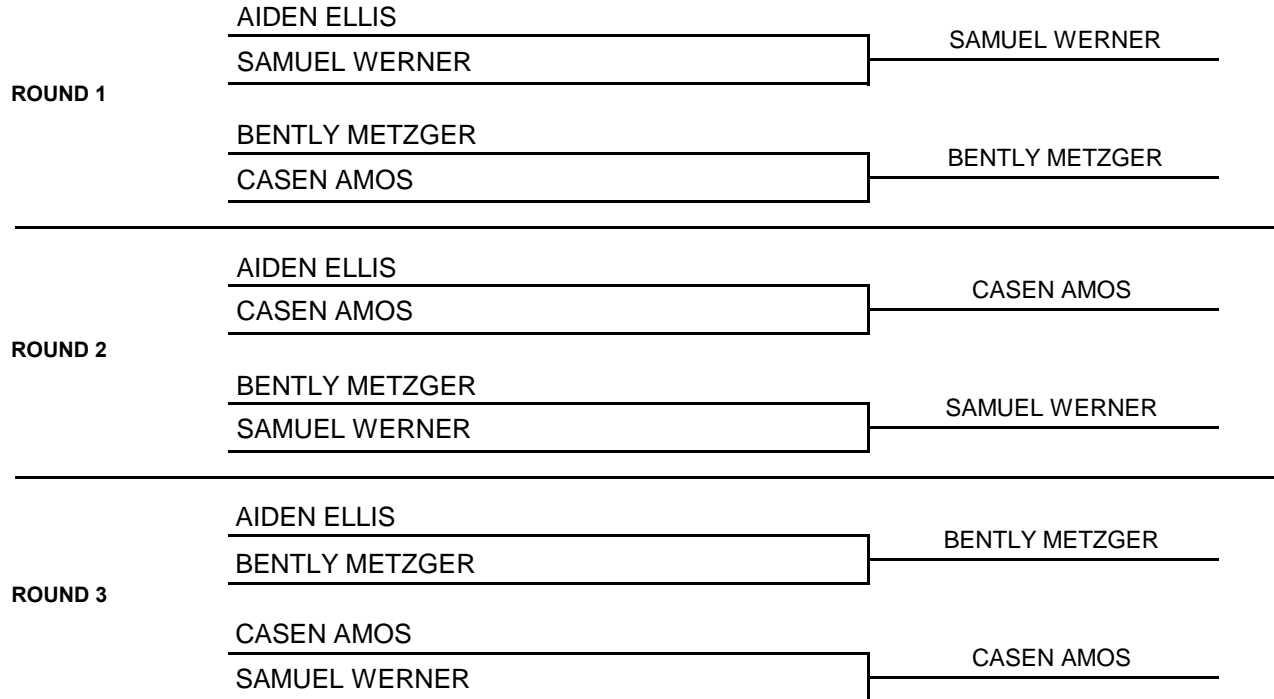 AIDEN ELLIS
SAMUEL WERNER
SAMUEL WERNER
ROUND 1
BENTLY METZGER
BENTLY METZGER
CASEN AMOS
AIDEN ELLIS
CASEN AMOS
CASEN AMOS
ROUND 2
BENTLY METZGER
SAMUEL WERNER
SAMUEL WERNER
AIDEN ELLIS
BENTLY METZGER
BENTLY METZGER
ROUND 3
CASEN AMOS
CASEN AMOS
SAMUEL WERNER